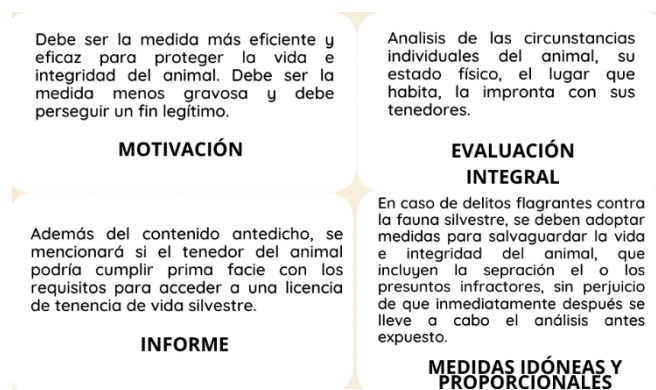 Debe ser la medida más eficiente y
eficaz para proteger la vida e
integridad del animal. Debe ser la
medida menos gravosa y debe
perseguir un fin legítimo.
MOTIVACIÓN
Analisis de las circunstancias
individuales del animal, su
estado físico, el lugar que
habita, la impronta con sus
tenedores.
EVALUACIÓN
INTEGRAL
Además del contenido antedicho, se
mencionará si el tenedor del animal
podría cumplir prima facie con los
requisitos para acceder a una licencia
de tenencia de vida silvestre.
INFORME
En caso de delitos flagrantes contra
la fauna silvestre, se deben adoptar
medidas para salvaguardar la vida
e integridad del animal, que
incluyen la sepración el o los
presuntos infractores, sin perjuicio
de que inmediatamente después se
lleve a cabo el análisis antes
expuesto.
MEDIDAS IDÓNEAS Y
PROPORCIONALES